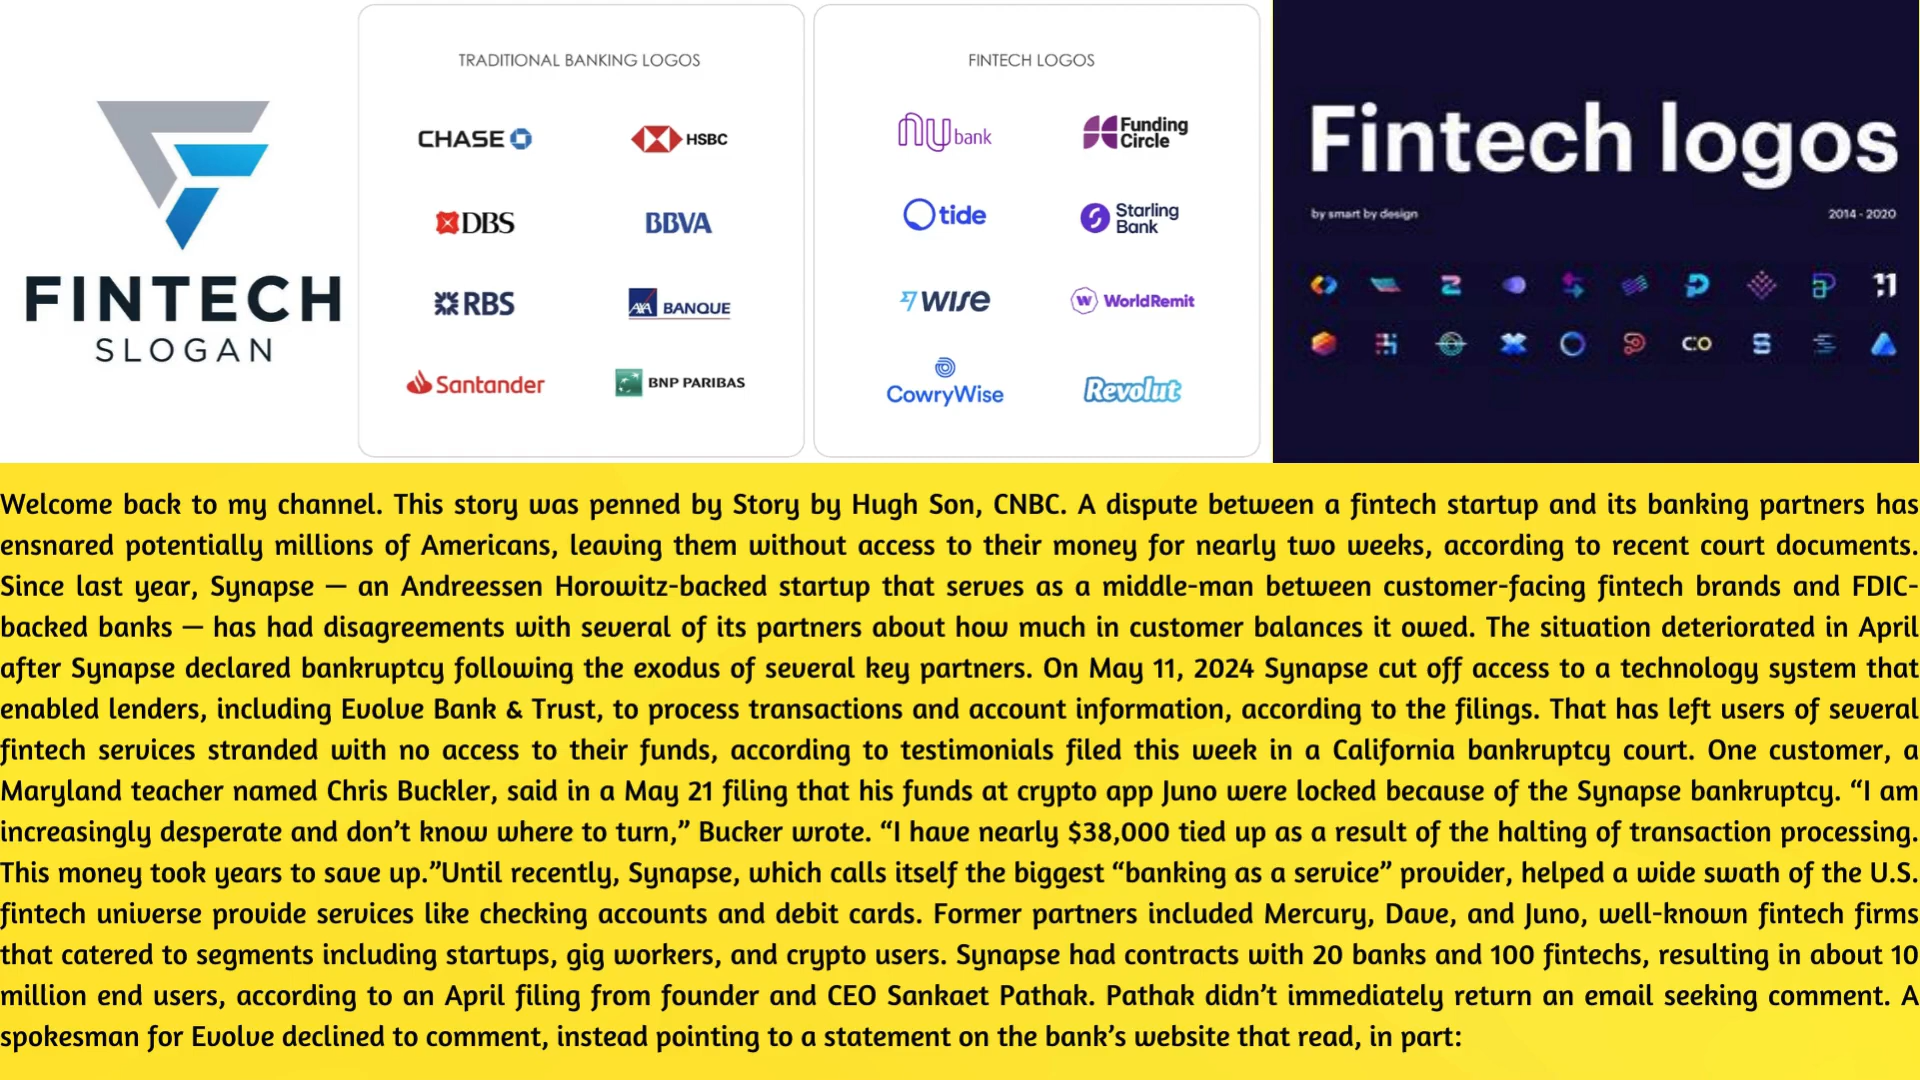 FINTECH
SLOGAN
TRADITIONAL BANKING LOGOS
CHASE
HSBC
DBS
BBVA
RBS
AXA BANQUE
Santander
BNP PARIBAS
FINTECH LOGOS
nu bank
Funding Circle
tide
Starling Bank
WISE
W WorldRemit
CowryWise
Revolut
Fintech logos
by smart by design
2014 - 2020
Welcome back to my channel. This story was penned by Story by Hugh Son, CNBC. A dispute between a fintech startup and its banking partners has
ensnared potentially millions of Americans, leaving them without access to their money for nearly two weeks, according to recent court documents.
Since last year, Synapse — an Andreessen Horowitz-backed startup that serves as a middle-man between customer-facing fintech brands and FDIC-
backed banks — has had disagreements with several of its partners about how much in customer balances it owed. The situation deteriorated in April
after Synapse declared bankruptcy following the exodus of several key partners. On May 11, 2024 Synapse cut off access to a technology system that
enabled lenders, including Evolve Bank & Trust, to process transactions and account information, according to the filings. That has left users of several
fintech services stranded with no access to their funds, according to testimonials filed this week in a California bankruptcy court. One customer, a
Maryland teacher named Chris Buckler, said in a May 21 filing that his funds at crypto app Juno were locked because of the Synapse bankruptcy. “I am
increasingly desperate and don’t know where to turn,” Bucker wrote. “I have nearly $38,000 tied up as a result of the halting of transaction processing.
This money took years to save up.”Until recently, Synapse, which calls itself the biggest “banking as a service” provider, helped a wide swath of the U.S.
fintech universe provide services like checking accounts and debit cards. Former partners included Mercury, Dave, and Juno, well-known fintech firms
that catered to segments including startups, gig workers, and crypto users. Synapse had contracts with 20 banks and 100 fintechs, resulting in about 10
million end users, according to an April filing from founder and CEO Sankaet Pathak. Pathak didn’t immediately return an email seeking comment. A
spokesman for Evolve declined to comment, instead pointing to a statement on the bank’s website that read, in part: